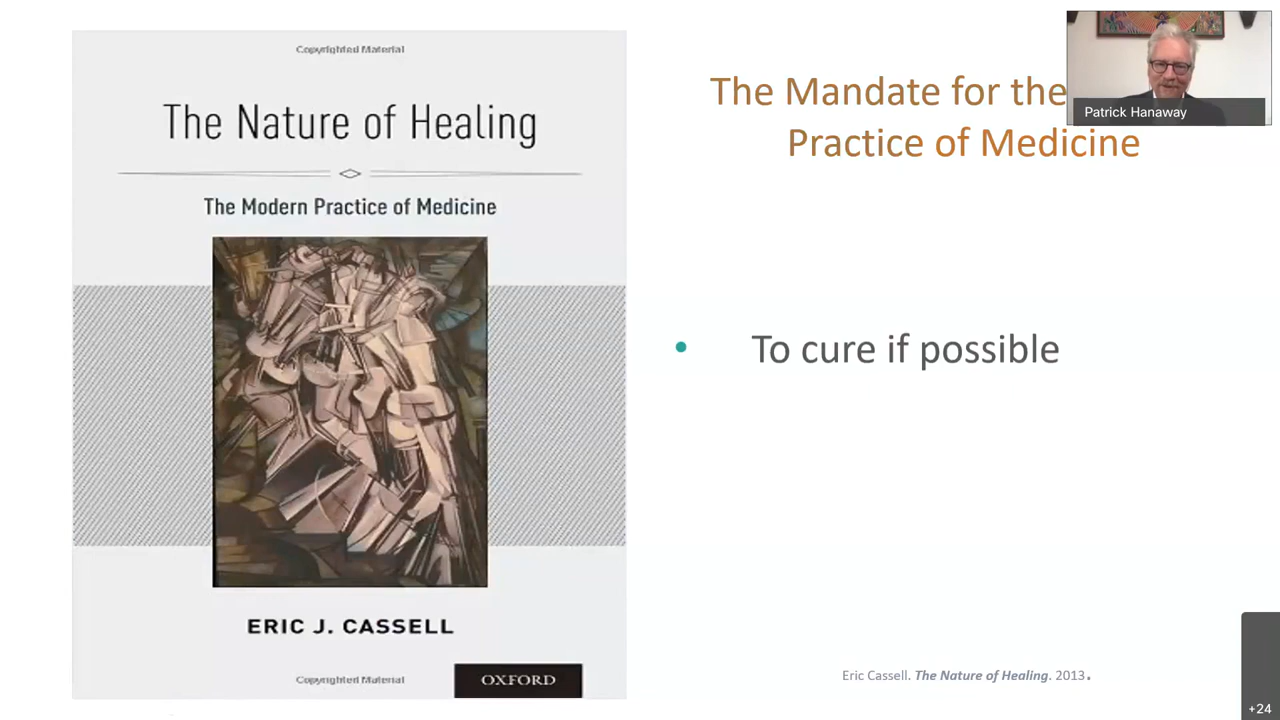 Copyrighted Material
The Nature of Healing
The Modern Practice of Medicine
ERIC J. CASSELL
Copyrighted Material
OXFORD
The Mandate for the
Practice of Medicine
Patrick Hanaway
• To cure if possible
Eric Cassell. The Nature of Healing. 2013.
+24